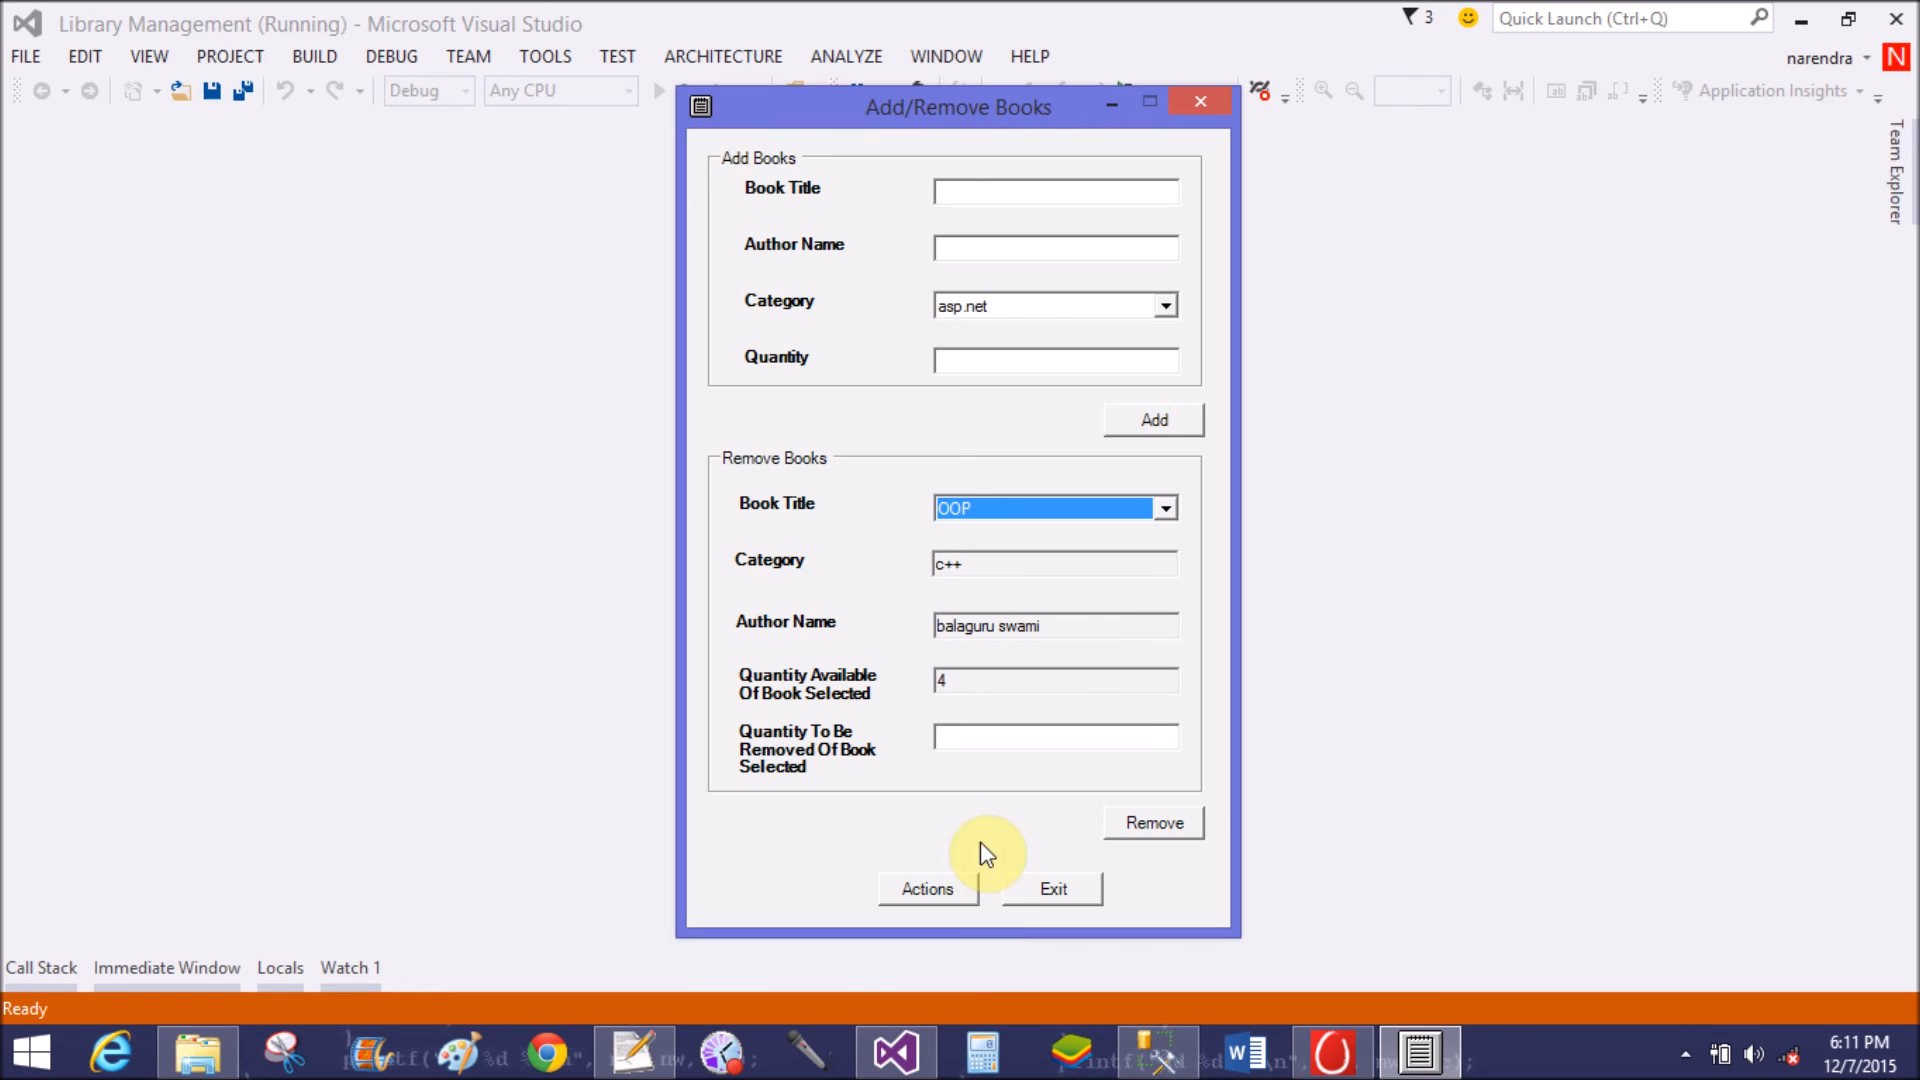 Library Management (Running) - Microsoft Visual Studio
3
Quick Launch (Ctrl+Q)
FILE EDIT VIEW PROJECT BUILD DEBUG TEAM TOOLS TEST ARCHITECTURE ANALYZE WINDOW HELP
narendra
N
Debug
Any CPU
Application Insights
Team Explorer
Add/Remove Books
Add Books
Book Title
Author Name
Category
asp.net
Quantity
Add
Remove Books
Book Title
OOP
Category
c++
Author Name
balaguru swami
Quantity Available
Of Book Selected
4
Quantity To Be
Removed Of Book
Selected
Remove
Actions
Exit
Call Stack Immediate Window Locals Watch 1
Ready
6:11 PM
12/7/2015